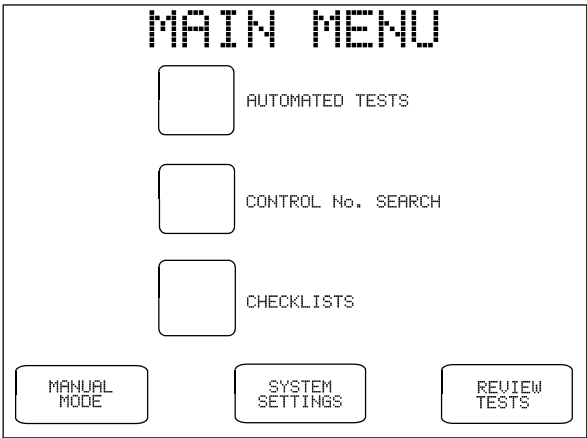 MAIN MENU
AUTOMATED TESTS
CONTROL No. SEARCH
CHECKLISTS
MANUAL
MODE
SYSTEM
SETTINGS
REVIEW
TESTS